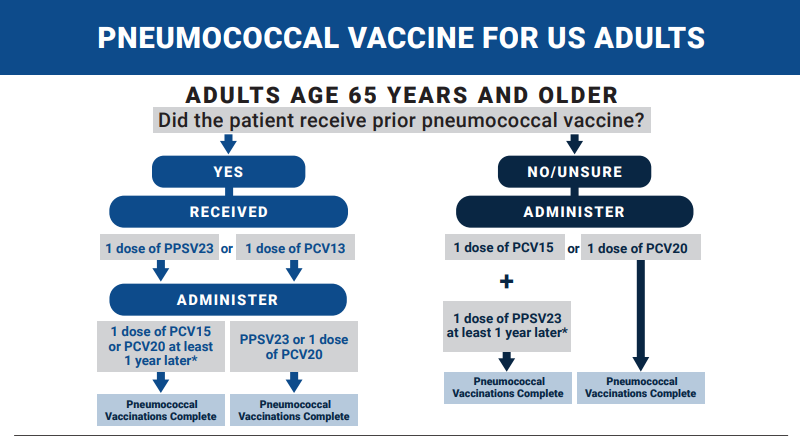 PNEUMOCOCCAL VACCINE FOR US ADULTS
ADULTS AGE 65 YEARS AND OLDER
Did the patient receive prior pneumococcal vaccine?
YES
RECEIVED
1 dose of PPSV23 or 1 dose of PCV13
ADMINISTER
1 dose of PCV15
or PCV20 at least
1 year later*
PPSV23 or 1 dose
of PCV20
Pneumococcal
Vaccinations Complete
Pneumococcal
Vaccinations Complete
NO/UNSURE
ADMINISTER
1 dose of PCV15 or 1 dose of PCV20
+
1 dose of PPSV23
at least 1 year later*
Pneumococcal
Vaccinations Complete
Pneumococcal
Vaccinations Complete